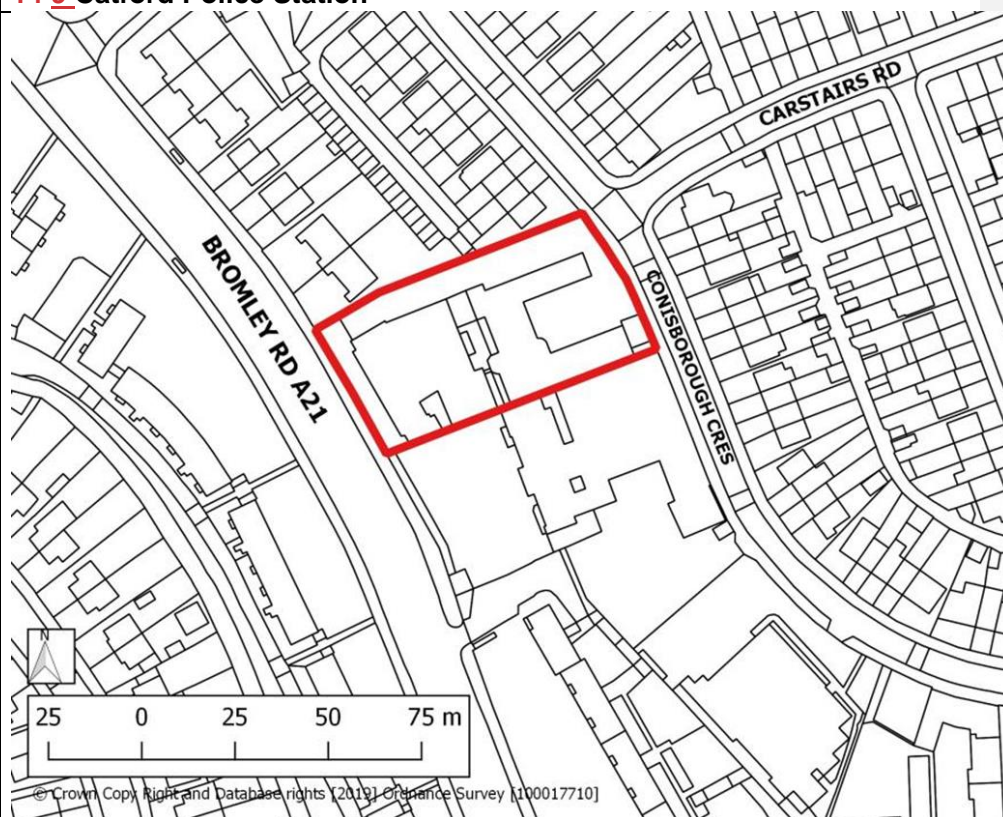 Catford Police Station
CARSTAIRS RD
BROMLEY RD A21
CONISBOROUGH CRES
N
25 0 25 50 75 m
© Crown Copy Right and Database rights [2019] Ordnance Survey [100017710]